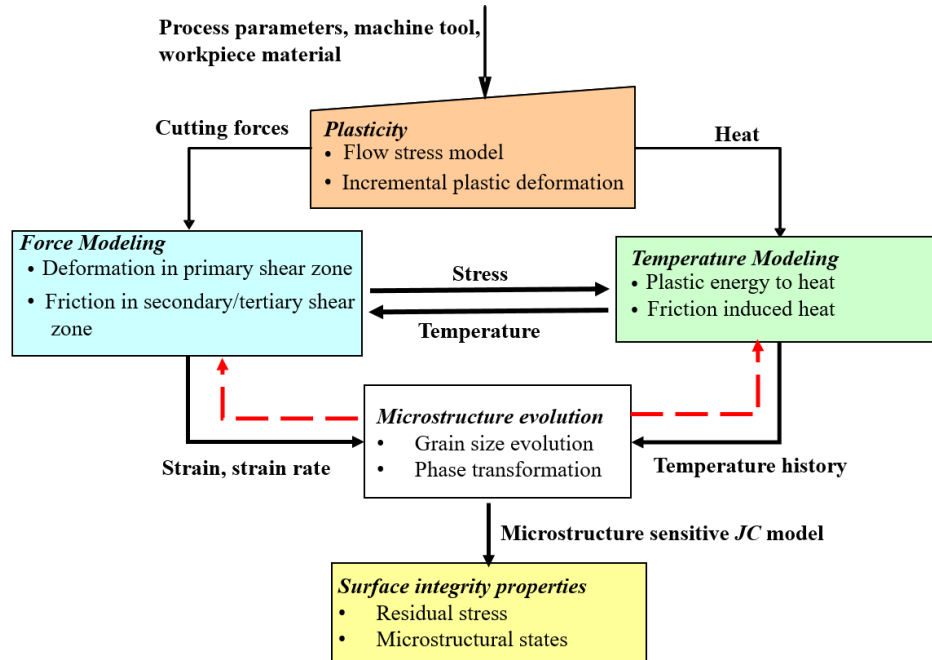 Process parameters, machine tool,
workpiece material
Cutting forces
Plasticity
• Flow stress model
• Incremental plastic deformation
Heat
Force Modeling
• Deformation in primary shear zone
• Friction in secondary/tertiary shear
zone
Stress
Temperature
Temperature Modeling
• Plastic energy to heat
• Friction induced heat
Microstructure evolution
• Grain size evolution
• Phase transformation
Strain, strain rate
Temperature history
Microstructure sensitive JC model
Surface integrity properties
• Residual stress
• Microstructural states